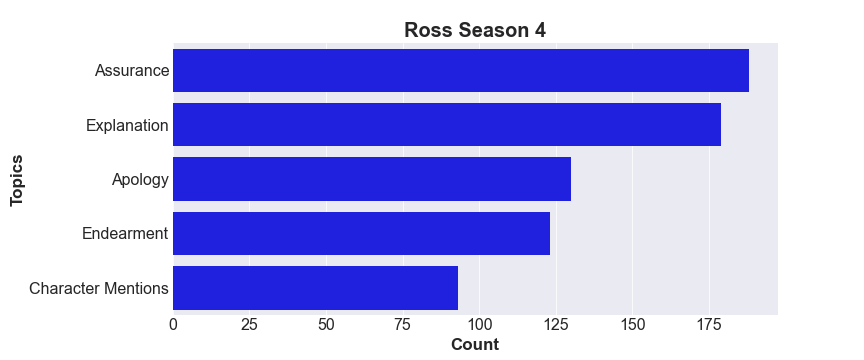 Ross Season 4
Topics
Assurance
Explanation
Apology
Endearment
Character Mentions
0 25 50 75 100 125 150 175
Count